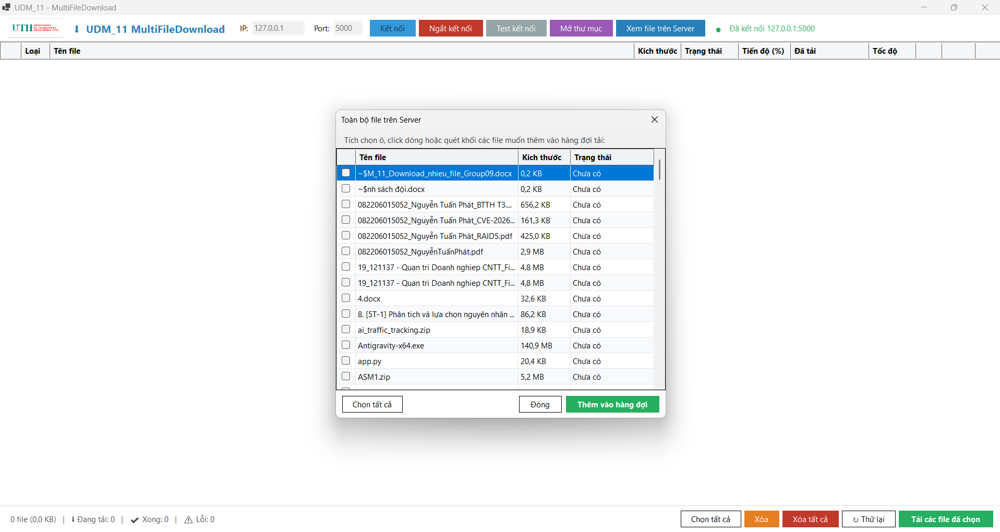 UDM_11 - MultiFileDownload
UTH UNIVERSITY OF TRANSPORT HOCHIMINH CITY
⬇ UDM_11 MultiFileDownload
IP: 127.0.0.1 Port: 5000 Kết nối Ngắt kết nối Test kết nối Mở thư mục Xem file trên Server ● Đã kết nối 127.0.0.1:5000
Loại Tên file Kích thước Trạng thái Tiến độ (%) Đã tải Tốc độ
Toàn bộ file trên Server
Tích chọn ô, click dòng hoặc quét khối các file muốn thêm vào hàng đợi tải:
Tên file Kích thước Trạng thái
~$M_11_Download_nhieu_file_Group09.docx 0,2 KB Chưa có
~$nh sách đội.docx 0,2 KB Chưa có
082206015052_Nguyễn Tuấn Phát_BTTH T3.... 656,2 KB Chưa có
082206015052_Nguyễn Tuấn Phát_CVE-2026... 161,3 KB Chưa có
082206015052_Nguyễn Tuấn Phát_RAID5.pdf 425,0 KB Chưa có
082206015052_NguyễnTuấnPhát.pdf 2,9 MB Chưa có
19_121137 - Quan tri Doanh nghiep CNTT_Fi... 4,8 MB Chưa có
19_121137 - Quan tri Doanh nghiep CNTT_Fi... 4,8 MB Chưa có
4.docx 32,6 KB Chưa có
8. [5T-1] Phân tích và lựa chọn nguyên nhân ... 86,2 KB Chưa có
ai_traffic_tracking.zip 18,9 KB Chưa có
Antigravity-x64.exe 140,9 MB Chưa có
app.py 20,4 KB Chưa có
ASM1.zip 5,2 MB Chưa có
Chọn tất cả Đóng Thêm vào hàng đợi
0 file (0,0 KB) | ⬇ Đang tải: 0 | ✔ Xong: 0 | ⚠ Lỗi: 0 Chọn tất cả Xóa Xóa tất cả ↻ Thử lại Tải các file đã chọn